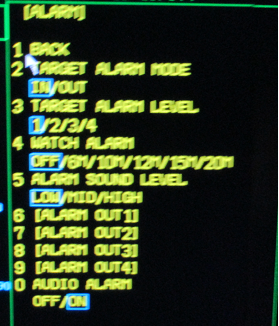 [ALARM]
1 BACK
2 TARGET ALARM MODE
IN/OUT
3 TARGET ALARM LEVEL
1/2/3/4
4 WATCH ALARM
OFF/6M/10M/12M/15M/20M
5 ALARM SOUND LEVEL
LOW/MID/HIGH
6 [ALARM OUT1]
7 [ALARM OUT2]
8 [ALARM OUT3]
9 [ALARM OUT4]
0 AUDIO ALARM
OFF/ON